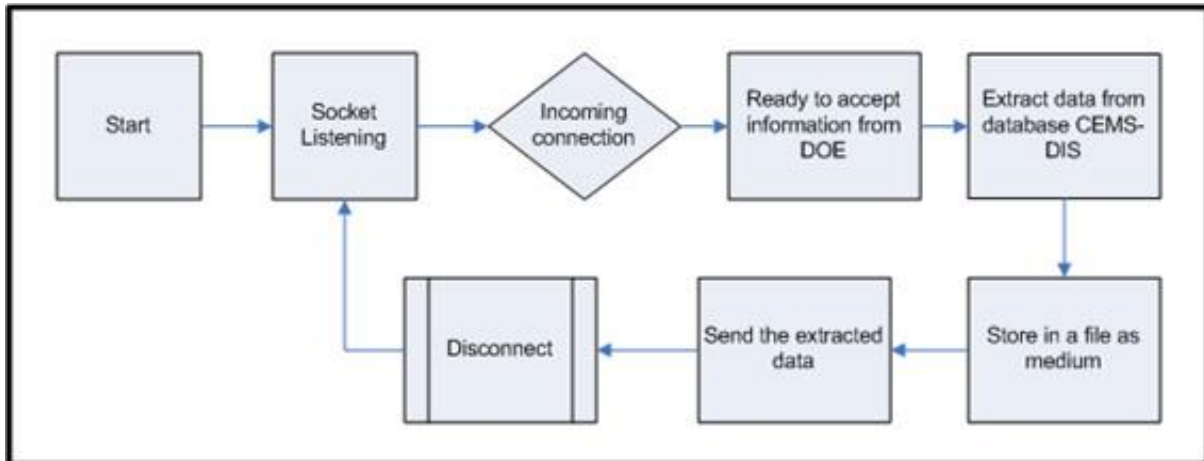 Start
Socket
Listening
Incoming
connection
Ready to accept
information from
DOE
Extract data from
database CEMS-
DIS
Store in a file as
medium
Send the extracted
data
Disconnect